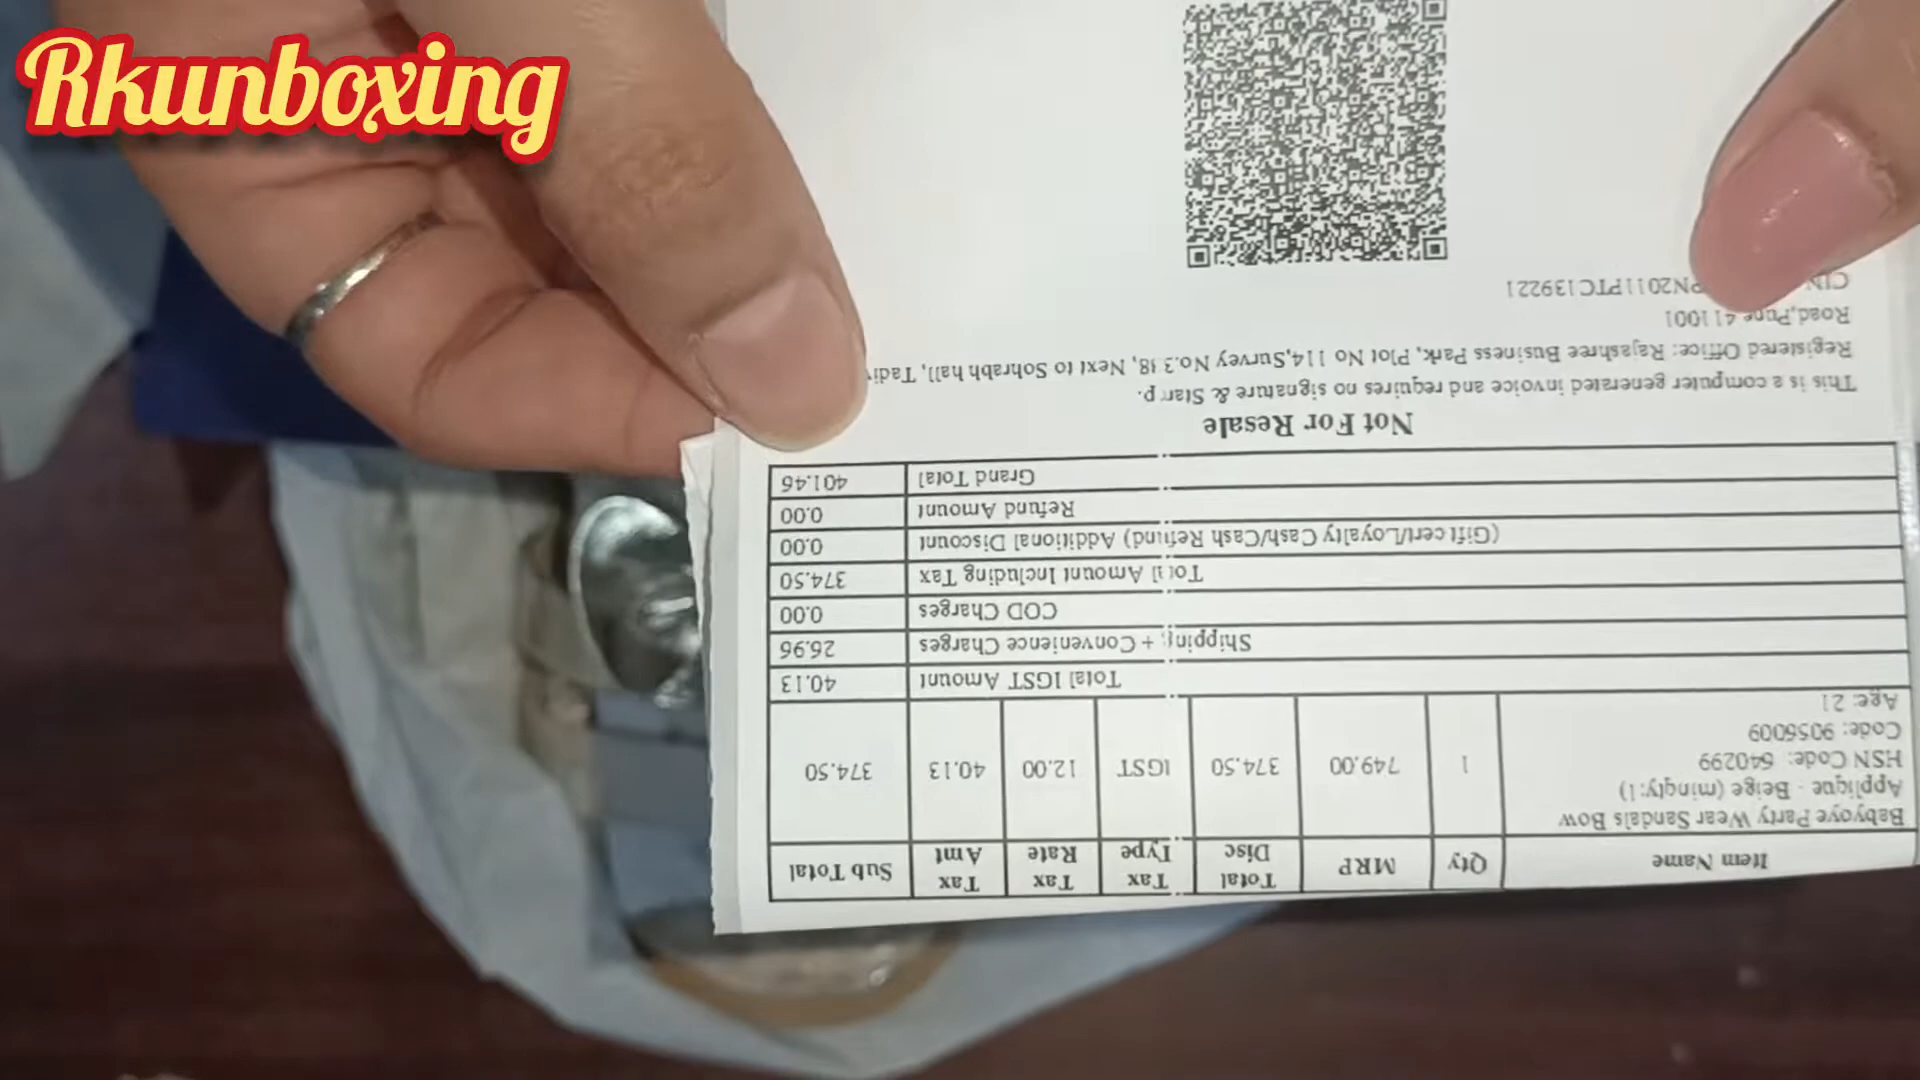 Rkunboxing
Item Name Qty MRP Total Disc Tax Type Tax Rate Tax Amt Sub Total
Babyoye Party Wear Sandals Bow
Applique - Beige (minqty:1)
HSN Code: 640299
Code: 9056009
Age: 21
1 749.00 374.50 IGST 12.00 40.13 374.50
Total IGST Amount 40.13
Shipping + Convenience Charges 26.96
COD Charges 0.00
Total Amount Including Tax 374.50
(Gift cert/Loyalty Cash/Cash Refund) Additional Discount 0.00
Refund Amount 0.00
Grand Total 401.46
Not For Resale
This is a computer generated invoice and requires no signature & Stamp.
Registered Office: Rajashree Business Park, Plot No 114,Survey No.338, Next to Sohrabh hall,
Road,Pune 411001
CIN PN2011PTC139221